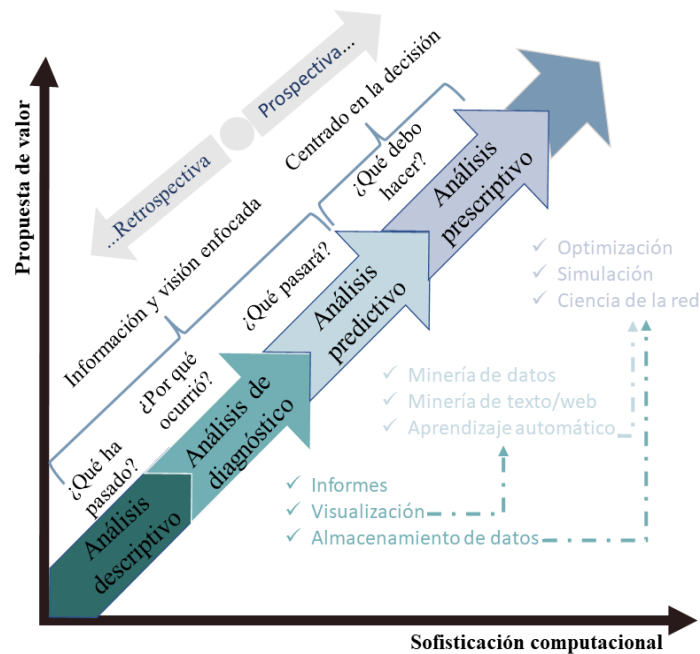 Propuesta de valor
...Retrospectiva
Prospectiva...
Información y visión enfocada
Centrado en la decisión
¿Qué ha
pasado?
¿Por qué
ocurrió?
¿Qué pasará?
¿Qué debo
hacer?
Análisis
descriptivo
Análisis de
diagnóstico
Análisis
predictivo
Análisis
prescriptivo
✓ Optimización
✓ Simulación
✓ Ciencia de la red
✓ Minería de datos
✓ Minería de texto/web
✓ Aprendizaje automático
✓ Informes
✓ Visualización
✓ Almacenamiento de datos
Sofisticación computacional